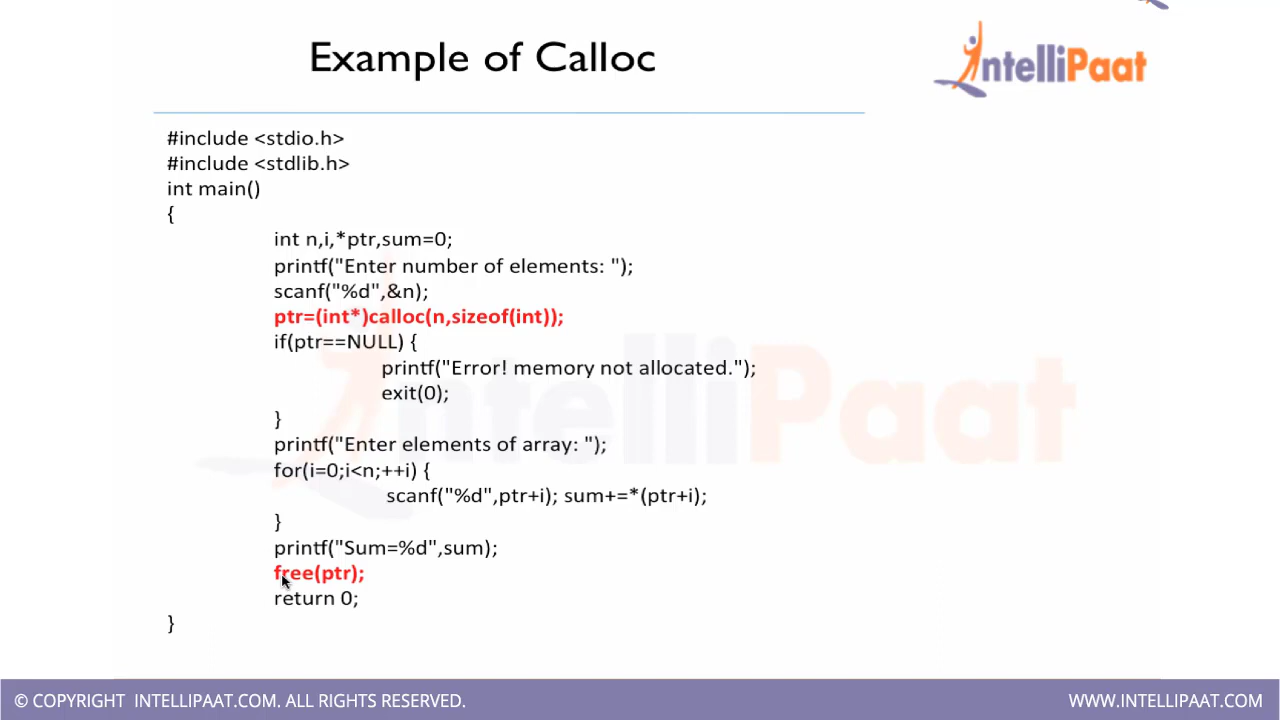 Example of Calloc
IntelliPaat
#include <stdio.h>
#include <stdlib.h>
int main()
{
int n,i,*ptr,sum=0;
printf("Enter number of elements: ");
scanf("%d",&n);
ptr=(int*)calloc(n,sizeof(int));
if(ptr==NULL) {
printf("Error! memory not allocated.");
exit(0);
}
printf("Enter elements of array: ");
for(i=0;i<n;++i) {
scanf("%d",ptr+i); sum+=*(ptr+i);
}
printf("Sum=%d",sum);
free(ptr);
return 0;
}
IntelliPaat
© COPYRIGHT INTELLIPAAT.COM. ALL RIGHTS RESERVED.
WWW.INTELLIPAAT.COM